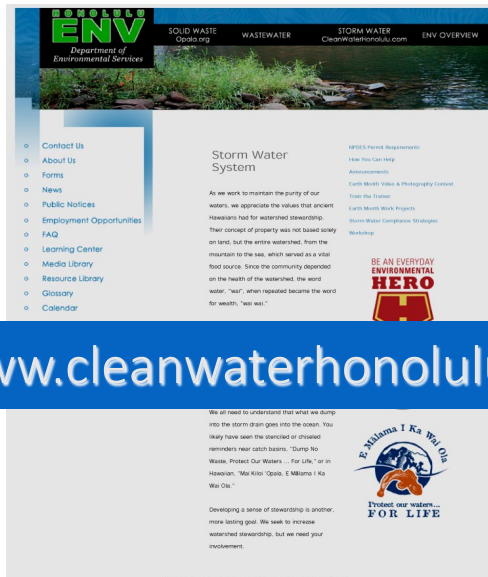 HONOLULU
ENV
Department of
Environmental Services
SOLID WASTE
Opala.org
WASTEWATER
STORM WATER
CleanWaterHonolulu.com
ENV OVERVIEW
Contact Us
About Us
Forms
News
Public Notices
Employment Opportunities
FAQ
Learning Center
Media Library
Resource Library
Glossary
Calendar
Storm Water
System
As we work to maintain the purity of our
waters, we appreciate the values that ancient
Hawaiians had for watershed stewardship.
Their concept of property was not based solely
on land, but the entire watershed, from the
mountain to the sea, which served as a vital
food source. Since the community depended
on the health of the watershed, the word
water, "wai", when repeated became the word
for wealth, "wai wai."
NPDES Permit Requirements
How You Can Help
Announcements
Earth Month Video & Photography Contest
Train the Trainer
Earth Month Work Projects
Storm Water Compliance Strategies
Workshop
BE AN EVERYDAY
ENVIRONMENTAL
HERO
H
ww.cleanwaterhonolulu
We all need to understand that what we dump
into the storm drain goes into the ocean. You
likely have seen the stenciled or chiseled
reminders near catch basins, "Dump No
Waste, Protect Our Waters ... For Life," or in
Hawaiian, "Mai Kiloi 'Opala, E Mālama I Ka
Wai Ola."
Developing a sense of stewardship is another,
more lasting goal. We seek to increase
watershed stewardship, but we need your
involvement.
E Mālama I Ka Wai Ola
Protect our waters...
FOR LIFE